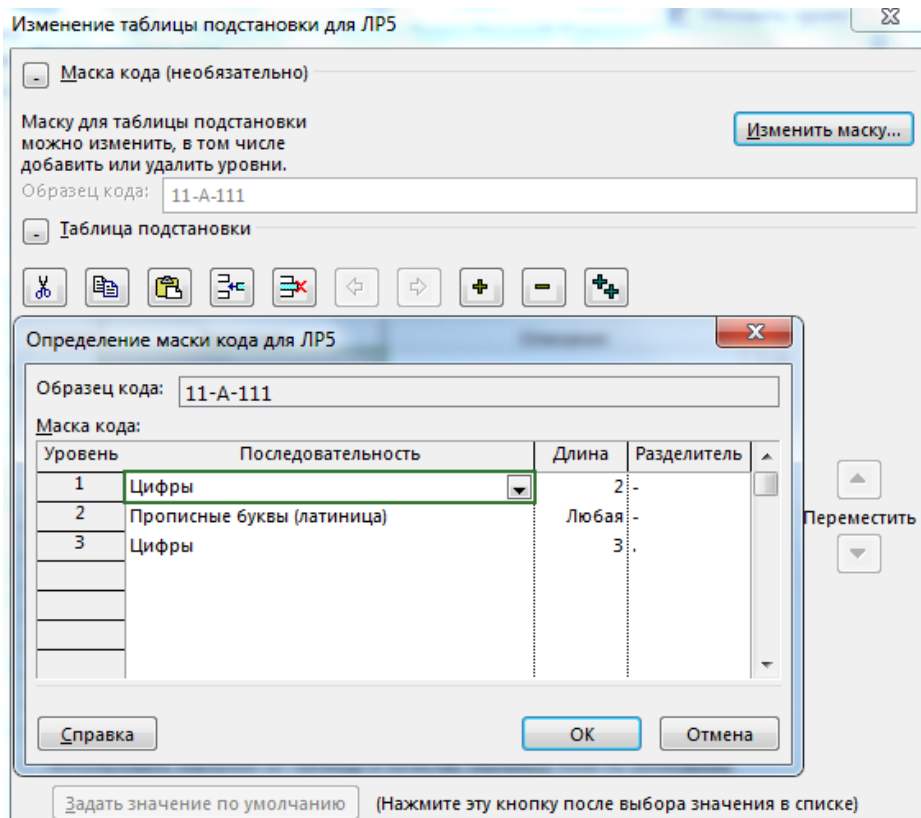 Изменение таблицы подстановки для ЛР5
- Маска кода (необязательно)
Маску для таблицы подстановки
можно изменить, в том числе
добавить или удалить уровни.
Изменить маску...
Образец кода: 11-A-111
- Таблица подстановки
Определение маски кода для ЛР5
Образец кода: 11-A-111
Маска кода:
Уровень Последовательность Длина Разделитель
1 Цифры 2 -
2 Прописные буквы (латиница) Любая -
3 Цифры 3 .
Переместить
Справка OK Отмена
Задать значение по умолчанию (Нажмите эту кнопку после выбора значения в списке)